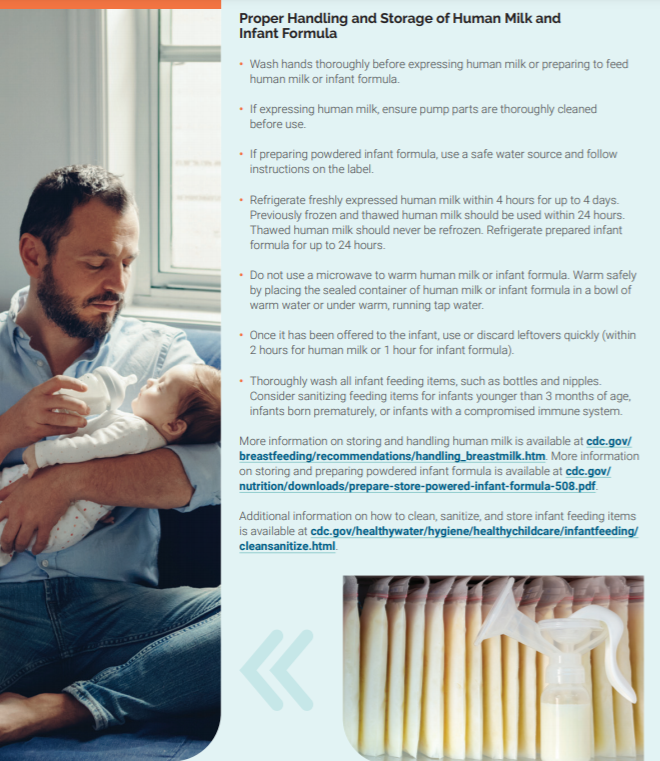 Proper Handling and Storage of Human Milk and
Infant Formula
• Wash hands thoroughly before expressing human milk or preparing to feed
human milk or infant formula.
• If expressing human milk, ensure pump parts are thoroughly cleaned
before use.
• If preparing powdered infant formula, use a safe water source and follow
instructions on the label.
• Refrigerate freshly expressed human milk within 4 hours for up to 4 days.
Previously frozen and thawed human milk should be used within 24 hours.
Thawed human milk should never be refrozen. Refrigerate prepared infant
formula for up to 24 hours.
• Do not use a microwave to warm human milk or infant formula. Warm safely
by placing the sealed container of human milk or infant formula in a bowl of
warm water or under warm, running tap water.
• Once it has been offered to the infant, use or discard leftovers quickly (within
2 hours for human milk or 1 hour for infant formula).
• Thoroughly wash all infant feeding items, such as bottles and nipples.
Consider sanitizing feeding items for infants younger than 3 months of age,
infants born prematurely, or infants with a compromised immune system.
More information on storing and handling human milk is available at cdc.gov/
breastfeeding/recommendations/handling_breastmilk.htm. More information
on storing and preparing powdered infant formula is available at cdc.gov/
nutrition/downloads/prepare-store-powered-infant-formula-508.pdf.
Additional information on how to clean, sanitize, and store infant feeding items
is available at cdc.gov/healthywater/hygiene/healthychildcare/infantfeeding/
cleansanitize.html.